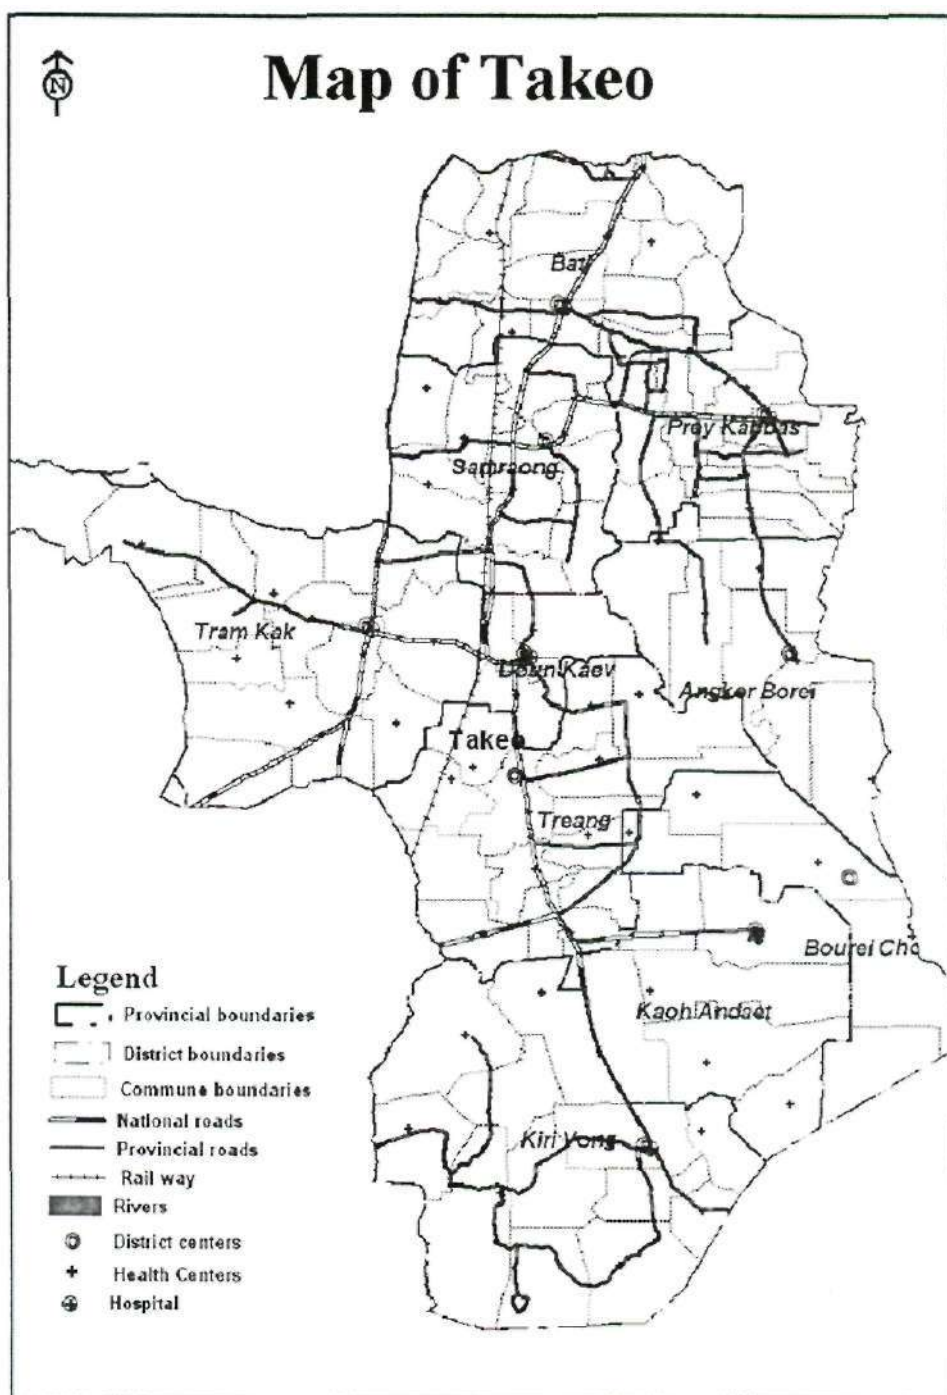 N
Map of Takeo
Bati
Prey Kabbas
Samraong
Tram Kak
Doun Kaev
Angkor Borei
Takeo
Treang
Bourei Cho
Kaoh Andaet
Kiri Vong
Legend
Provincial boundaries
District boundaries
Commune boundaries
National roads
Provincial roads
Rail way
Rivers
District centers
Health Centers
Hospital